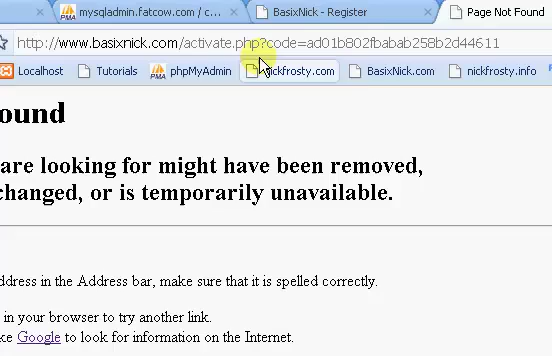 mysqladmin.fatcow.com / c...
BasixNick - Register
Page Not Found
http://www.basixnick.com/activate.php?code=ad01b802fbabab258b2d44611
Localhost
Tutorials
phpMyAdmin
nickfrosty.com
BasixNick.com
nickfrosty.info
ound
are looking for might have been removed,
changed, or is temporarily unavailable.
ddress in the Address bar, make sure that it is spelled correctly.
in your browser to try another link.
ke Google to look for information on the Internet.